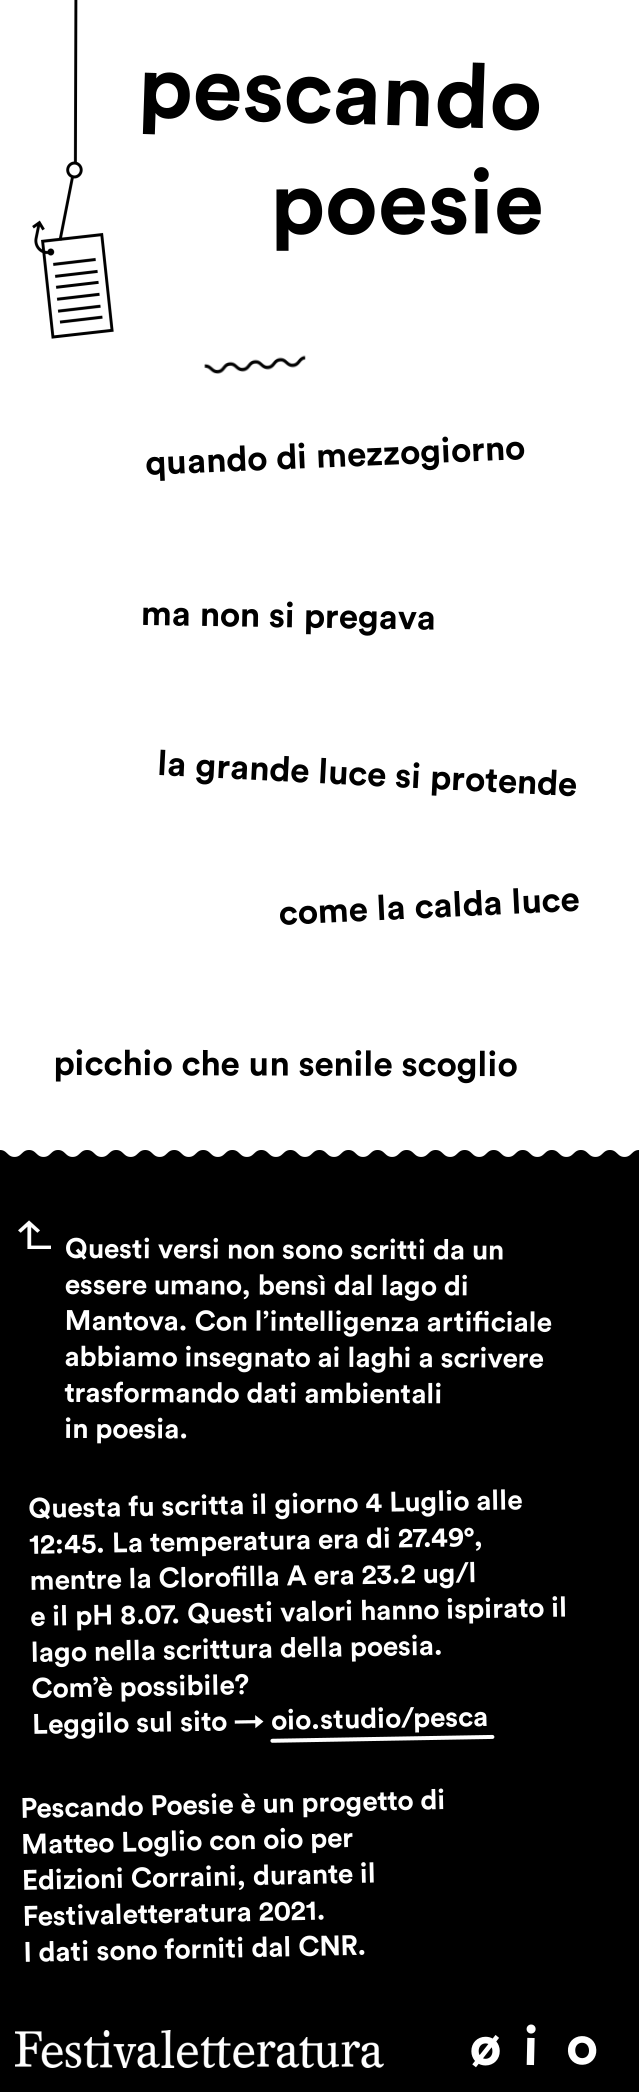 pescando
poesie
quando di mezzogiorno
ma non si pregava
la grande luce si protende
come la calda luce
picchio che un senile scoglio
Questi versi non sono scritti da un
essere umano, bensì dal lago di
Mantova. Con l’intelligenza artificiale
abbiamo insegnato ai laghi a scrivere
trasformando dati ambientali
in poesia.
Questa fu scritta il giorno 4 Luglio alle
12:45. La temperatura era di 27.49°,
mentre la Clorofilla A era 23.2 ug/l
e il pH 8.07. Questi valori hanno ispirato il
lago nella scrittura della poesia.
Com’è possibile?
Leggilo sul sito → oio.studio/pesca
Pescando Poesie è un progetto di
Matteo Loglio con oio per
Edizioni Corraini, durante il
Festivaletteratura 2021.
I dati sono forniti dal CNR.
Festivaletteratura øio